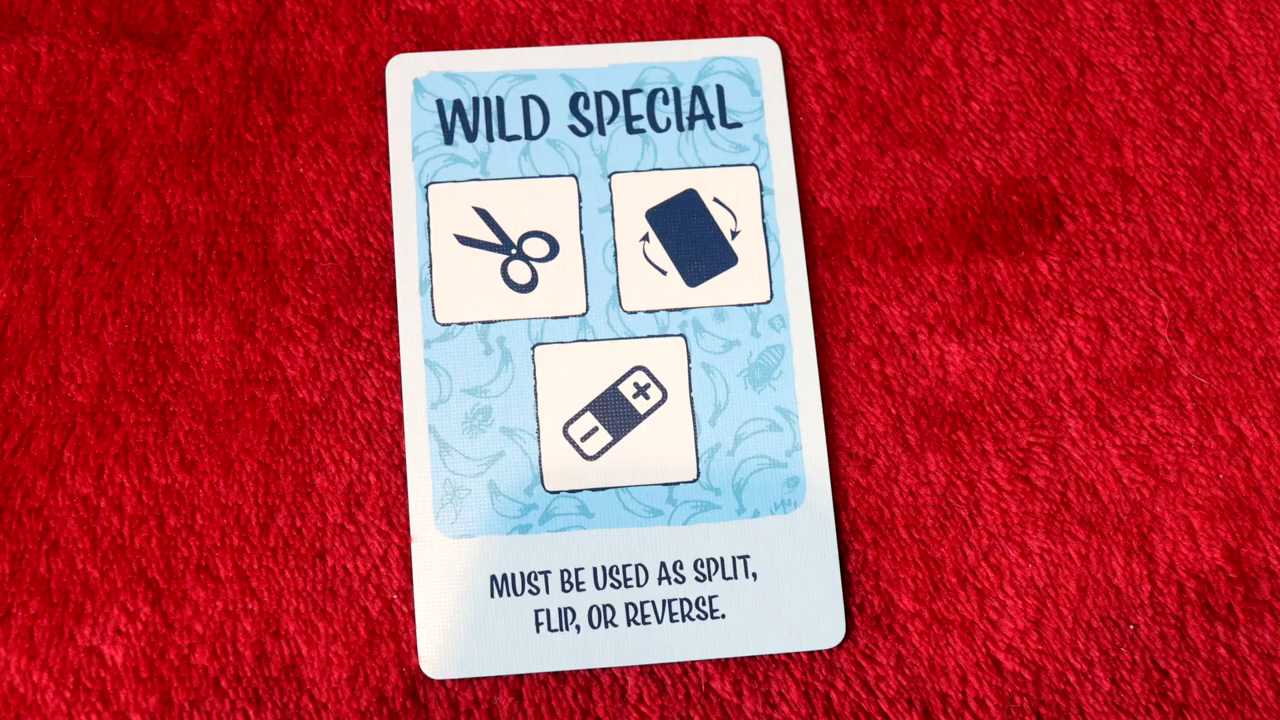 WILD SPECIAL
MUST BE USED AS SPLIT,
FLIP, OR REVERSE.